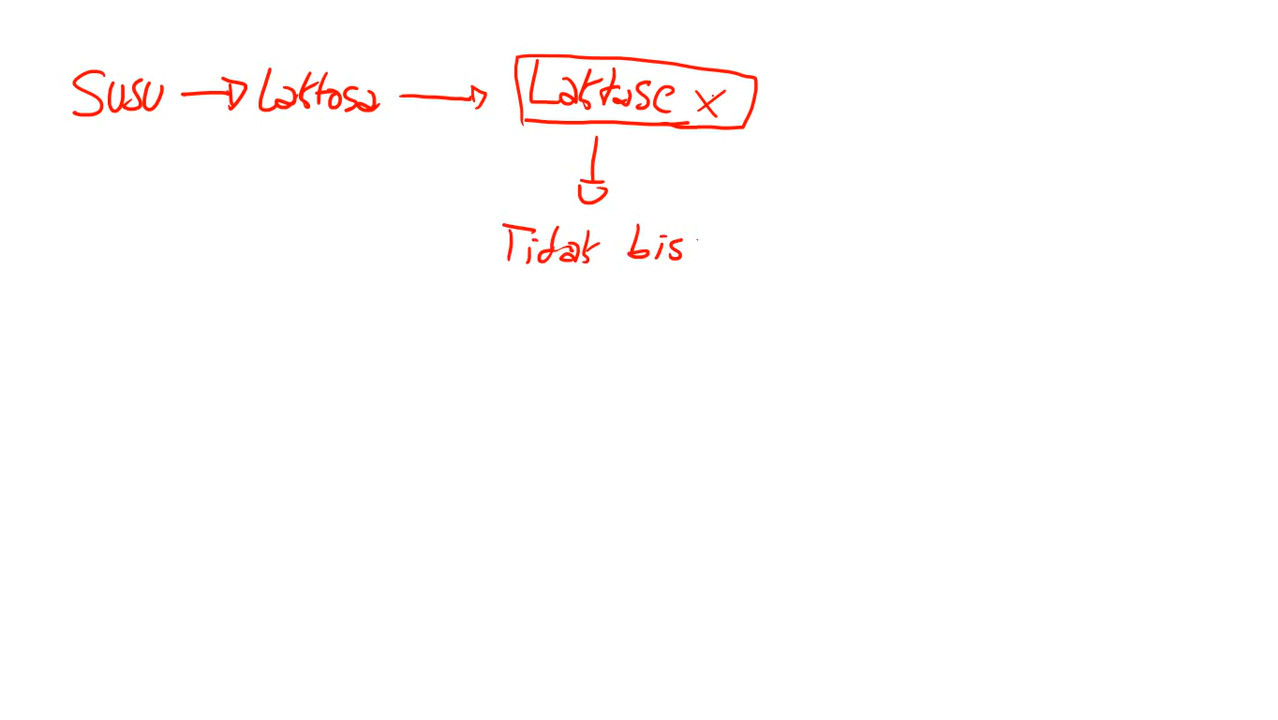 Susu → Laktosa → Laktase x
Tidak bis